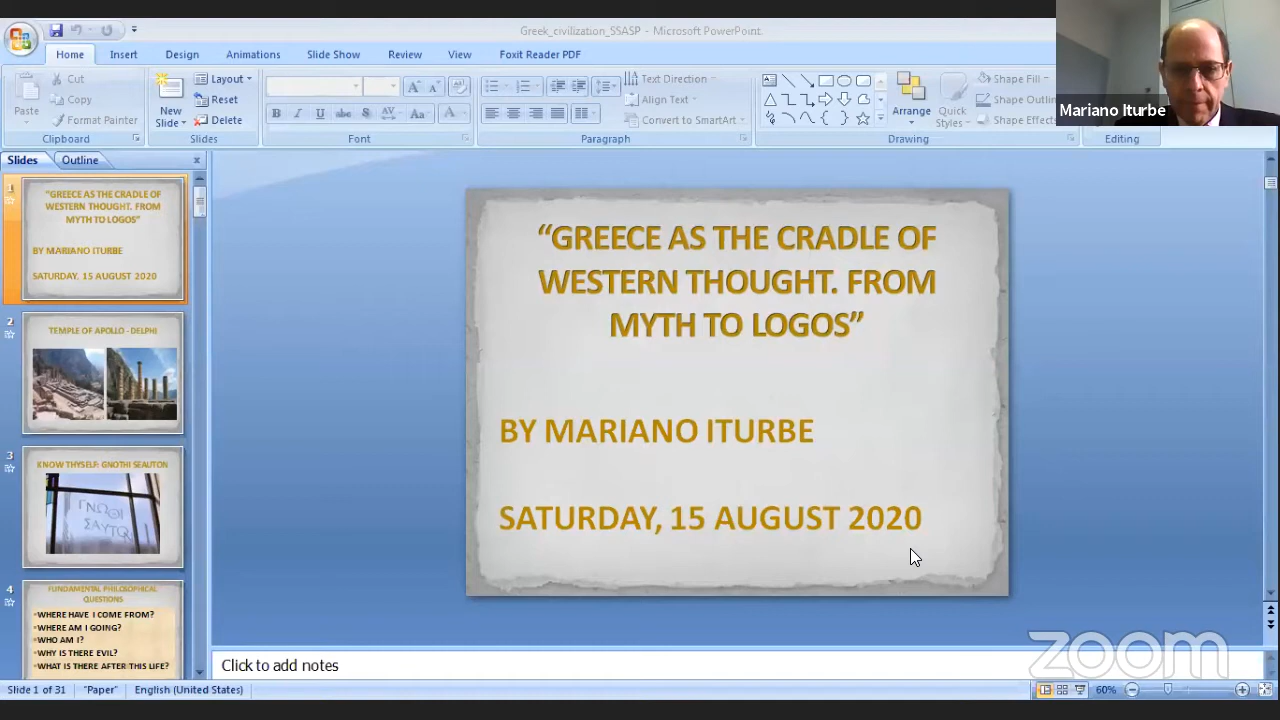 Greek_civilization_SSASP - Microsoft PowerPoint
Home Insert Design Animations Slide Show Review View Foxit Reader PDF
Paste
Cut
Copy
Format Painter
Clipboard
New
Slide
Layout
Reset
Delete
Slides
Font
Paragraph
Text Direction
Align Text
Convert to SmartArt
Arrange
Quick
Styles
Shape Fill
Shape Outlin
Shape Effects
Drawing
Editing
Mariano Iturbe
Slides Outline
1
"GREECE AS THE CRADLE OF
WESTERN THOUGHT. FROM
MYTH TO LOGOS"
BY MARIANO ITURBE
SATURDAY, 15 AUGUST 2020
2
TEMPLE OF APOLLO - DELPHI
3
KNOW THYSELF: GNOTHI SEAUTON
ΓΝΩΘΙ
ΣΑΥΤΟ
4
FUNDAMENTAL PHILOSOPHICAL
QUESTIONS
WHERE HAVE I COME FROM?
WHERE AM I GOING?
WHO AM I?
WHY IS THERE EVIL?
WHAT IS THERE AFTER THIS LIFE?
“GREECE AS THE CRADLE OF
WESTERN THOUGHT. FROM
MYTH TO LOGOS”
BY MARIANO ITURBE
SATURDAY, 15 AUGUST 2020
zoom
Click to add notes
Slide 1 of 31 "Paper" English (United States) 60%